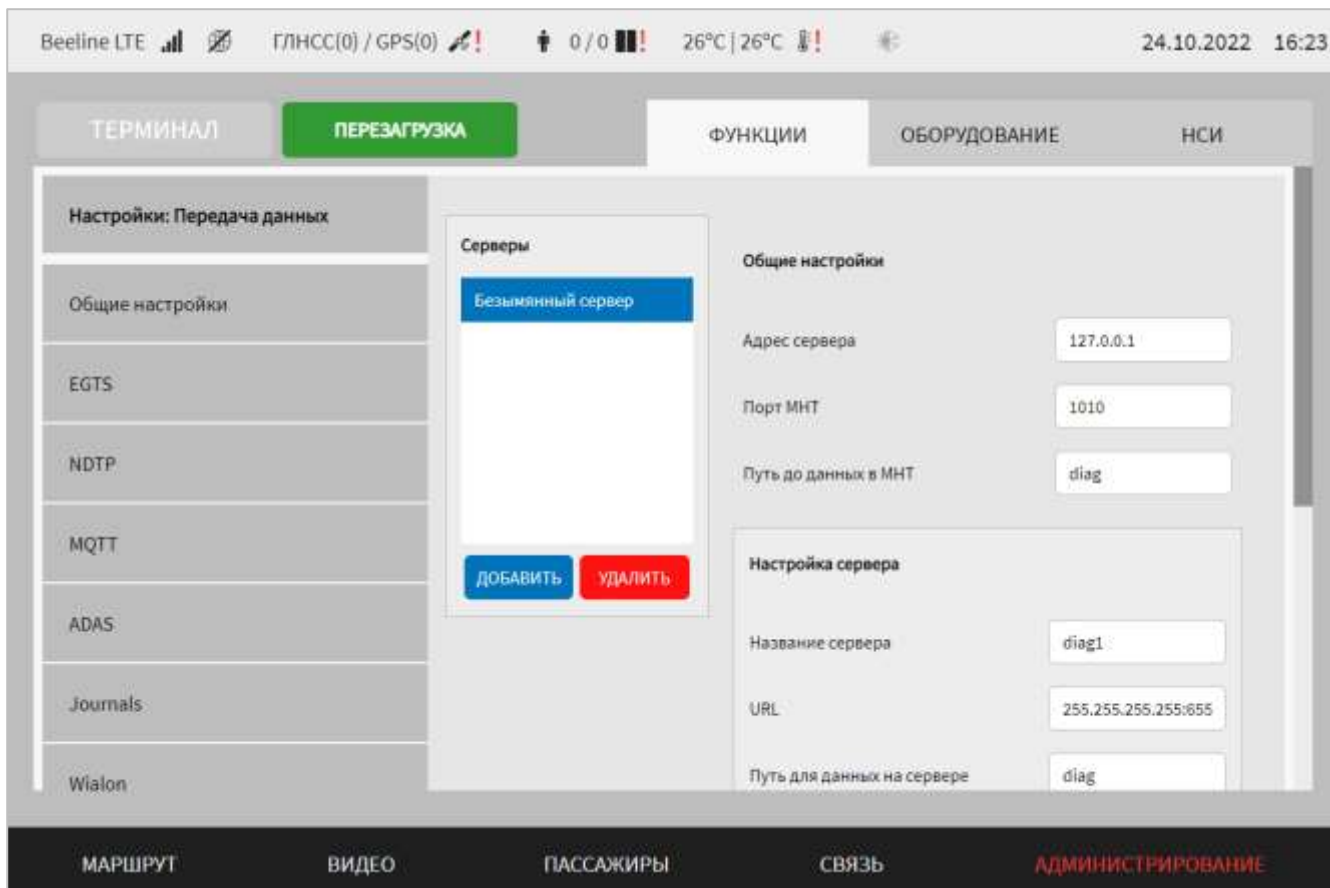 Beeline LTE ГЛНСС(0) / GPS(0) ! 0 / 0 ! 26°C | 26°C ! 24.10.2022 16:23
ТЕРМИНАЛ ПЕРЕЗАГРУЗКА ФУНКЦИИ ОБОРУДОВАНИЕ НСИ
Настройки: Передача данных
Общие настройки
EGTS
NDTP
MQTT
ADAS
Journals
Wialon
Серверы
Безымянный сервер
ДОБАВИТЬ УДАЛИТЬ
Общие настройки
Адрес сервера 127.0.0.1
Порт МНТ 1010
Путь до данных в МНТ diag
Настройка сервера
Название сервера diag1
URL 255.255.255.255:655
Путь для данных на сервере diag
МАРШРУТ ВИДЕО ПАССАЖИРЫ СВЯЗЬ АДМИНИСТРИРОВАНИЕ